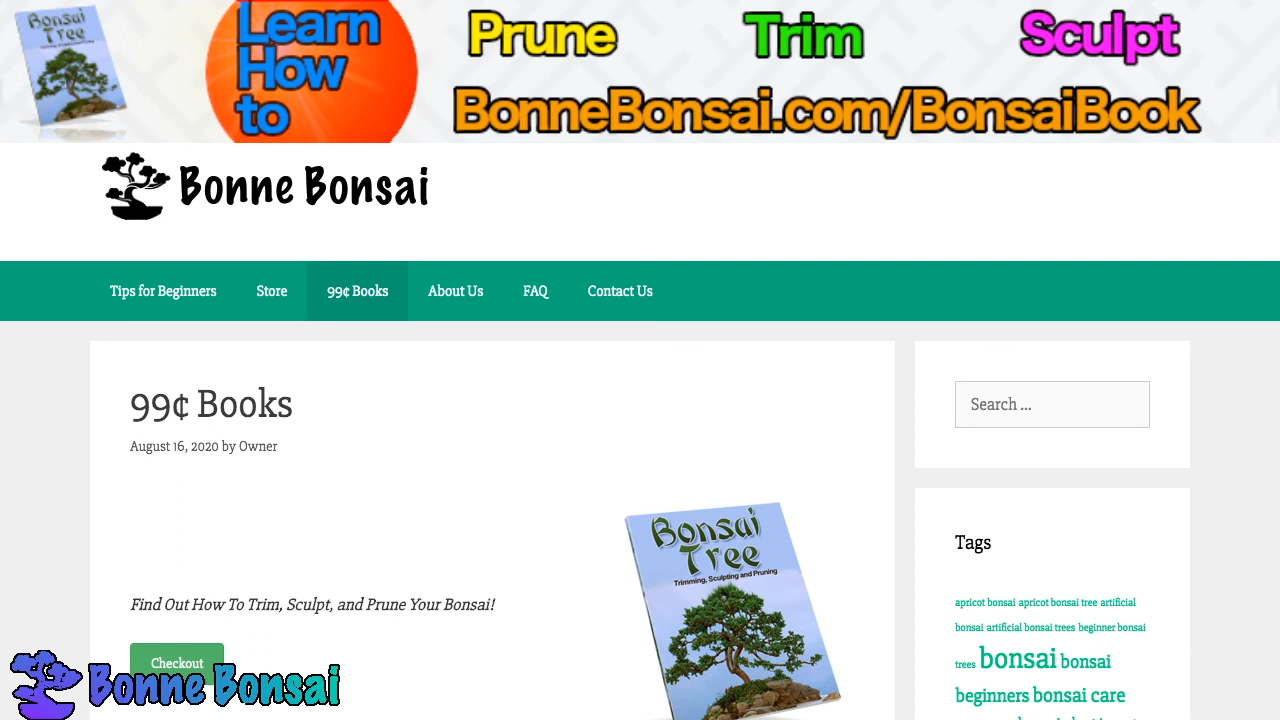 Bonsai
Tree
Learn
How
to
Prune
Trim
Sculpt
BonneBonsai.com/BonsaiBook
Bonne Bonsai
Tips for Beginners
Store
99¢ Books
About Us
FAQ
Contact Us
99¢ Books
August 16, 2020 by Owner
Find Out How To Trim, Sculpt, and Prune Your Bonsai!
Checkout
Bonsai
Tree
Trimming, Sculpting and Pruning
Search ...
Tags
apricot bonsai apricot bonsai tree artificial
bonsai artificial bonsai trees beginner bonsai
trees bonsai bonsai
beginners bonsai care
Bonne Bonsai